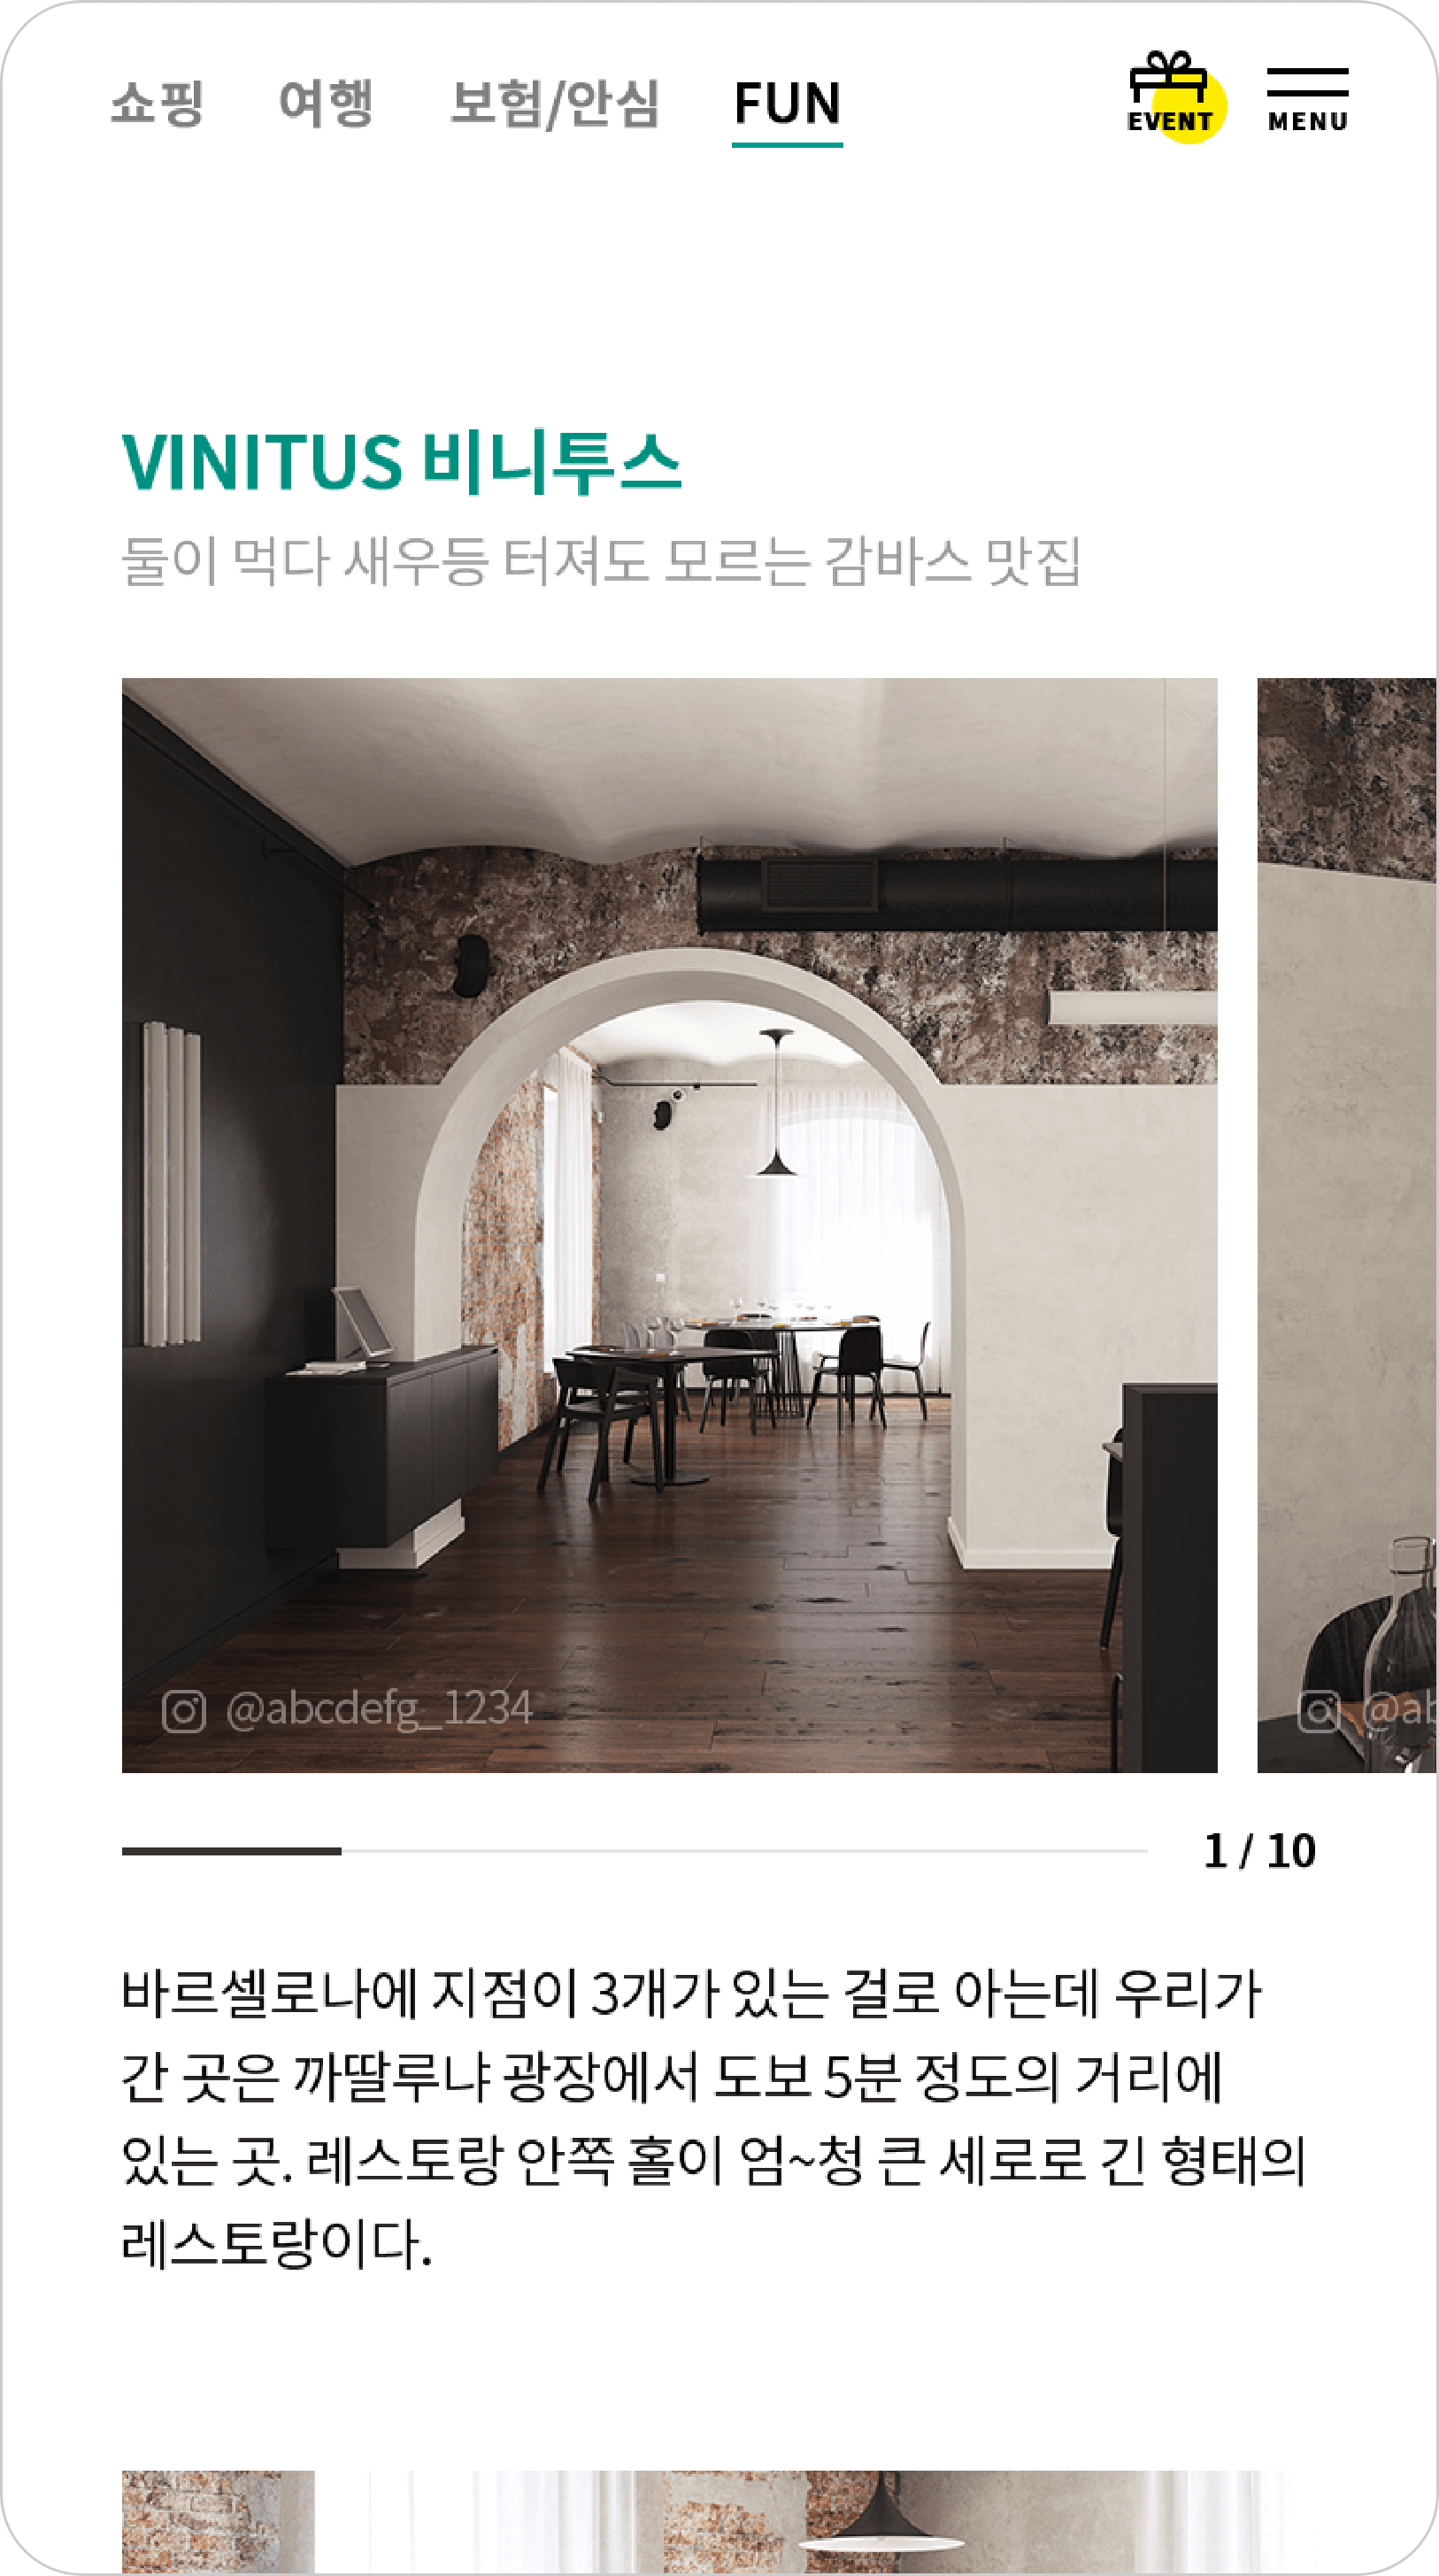 쇼핑 여행 보험/안심 FUN EVENT MENU
VINITUS 비니투스
둘이 먹다 새우등 터져도 모르는 감바스 맛집
@abcdefg_1234 @ab
1 / 10
바르셀로나에 지점이 3개가 있는 걸로 아는데 우리가
간 곳은 까딸루냐 광장에서 도보 5분 정도의 거리에
있는 곳. 레스토랑 안쪽 홀이 엄~청 큰 세로로 긴 형태의
레스토랑이다.